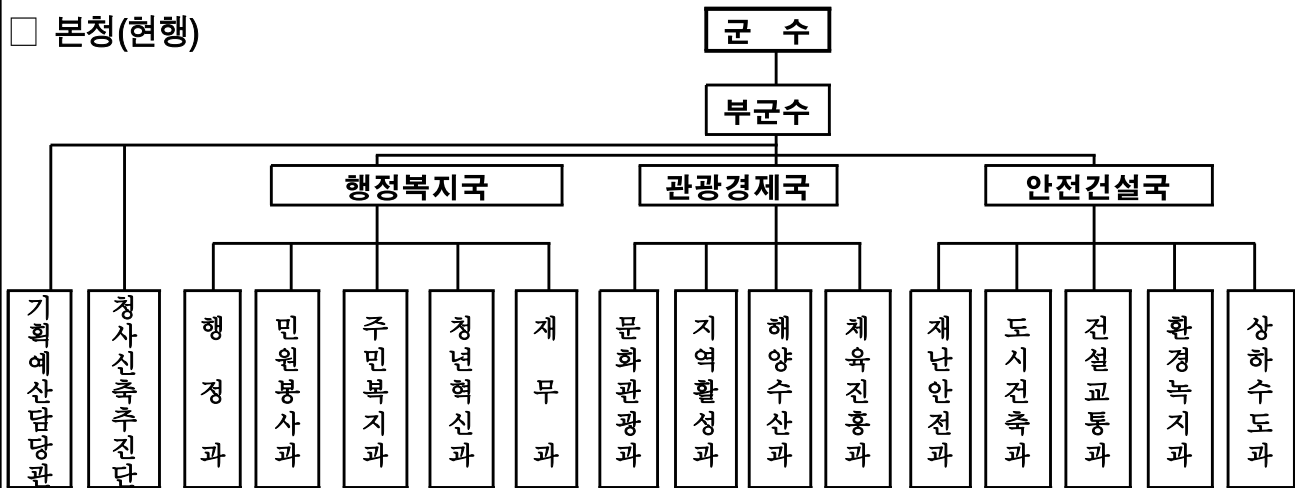 □ 본청(현행)
군 수
부군수
행정복지국
관광경제국
안전건설국
기획예산담당관
청사신축추진단
행정과
민원봉사과
주민복지과
청년혁신과
재무과
문화관광과
지역활성과
해양수산과
체육진흥과
재난안전과
도시건축과
건설교통과
환경녹지과
상하수도과